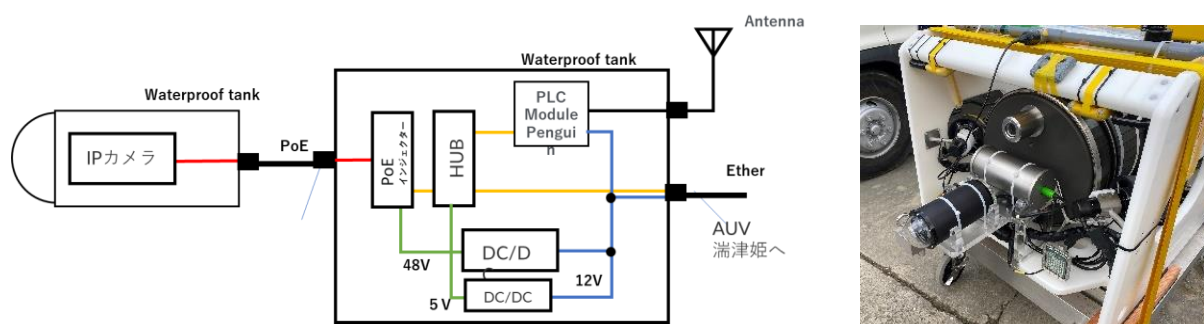 Antenna
Waterproof tank
Waterproof tank
PLC
Module
Pengui
n
IPカメラ
PoE
PoE
インジェクター
HUB
Ether
AUV
湍津姫へ
48V
DC/D
C
12V
5V
DC/DC